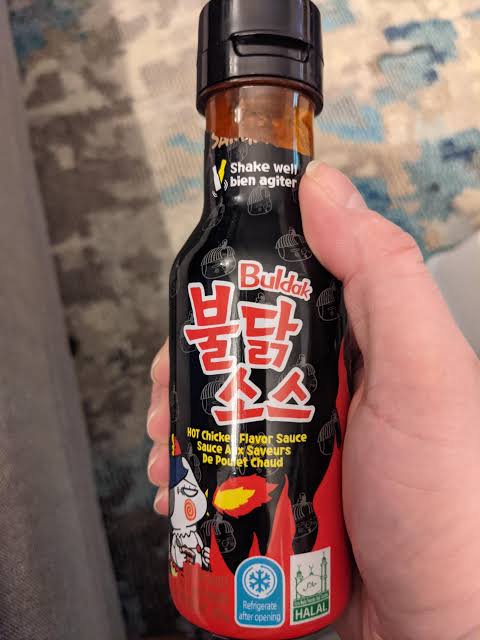 Shake well
bien agiter
Buldak
불닭
소스
HOT Chicken Flavor Sauce
Sauce Aux Saveurs
De Poulet Chaud
Refrigerate
after opening
HALAL